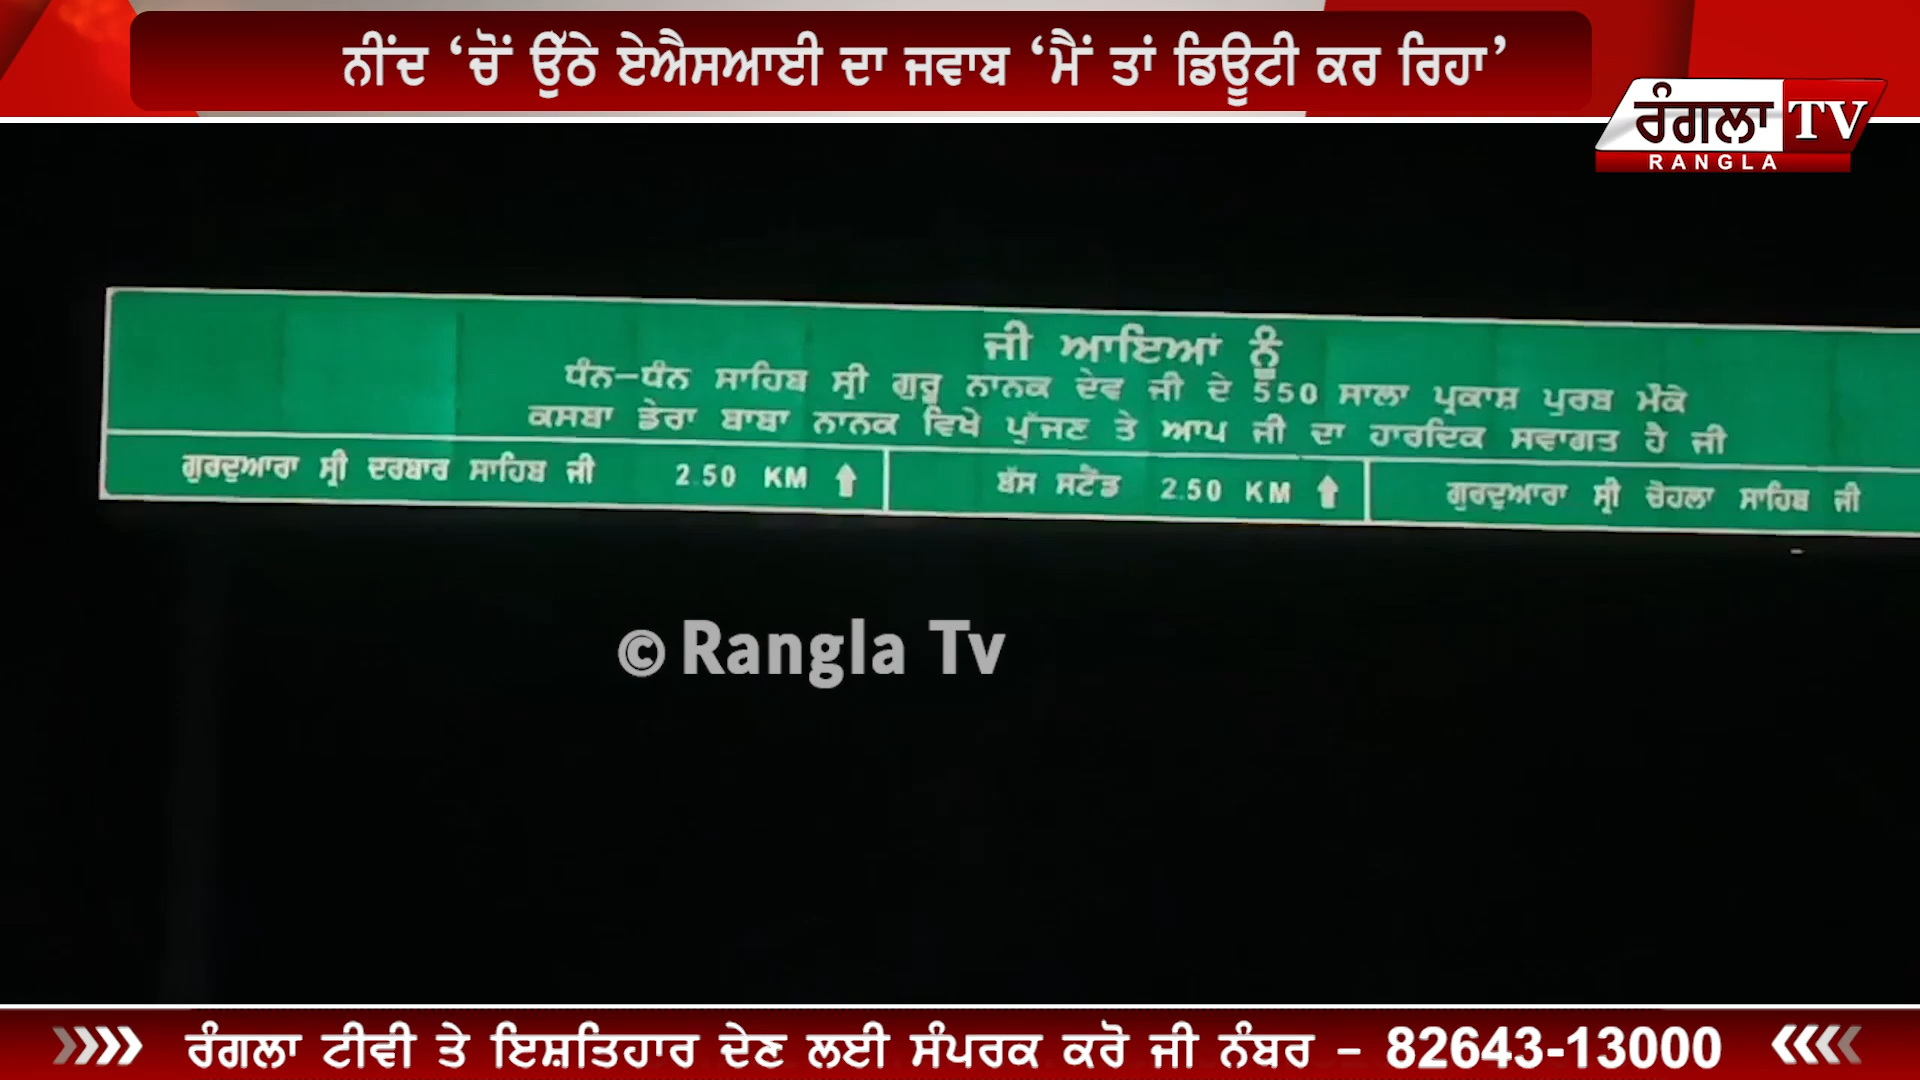 ਨੀਂਦ ‘ਚੋਂ ਉੱਠੇ ਏਐਸਆਈ ਦਾ ਜਵਾਬ ‘ਮੈਂ ਤਾਂ ਡਿਊਟੀ ਕਰ ਰਿਹਾ’
ਰੰਗਲਾ TV
RANGLA
ਜੀ ਆਇਆਂ ਨੂੰ
ਧੰਨ-ਧੰਨ ਸਾਹਿਬ ਸ੍ਰੀ ਗੁਰੂ ਨਾਨਕ ਦੇਵ ਜੀ ਦੇ 550 ਸਾਲਾ ਪ੍ਰਕਾਸ਼ ਪੁਰਬ ਮੌਕੇ
ਕਸਬਾ ਡੇਰਾ ਬਾਬਾ ਨਾਨਕ ਵਿਖੇ ਪੁੱਜਣ ਤੇ ਆਪ ਜੀ ਦਾ ਹਾਰਦਿਕ ਸਵਾਗਤ ਹੈ ਜੀ
ਗੁਰਦੁਆਰਾ ਸ੍ਰੀ ਦਰਬਾਰ ਸਾਹਿਬ ਜੀ 2.50 KM ↑ ਬੱਸ ਸਟੈਂਡ 2.50 KM ↑ ਗੁਰਦੁਆਰਾ ਸ੍ਰੀ ਚੋਹਲਾ ਸਾਹਿਬ ਜੀ
© Rangla Tv
ਰੰਗਲਾ ਟੀਵੀ ਤੇ ਇਸ਼ਤਿਹਾਰ ਦੇਣ ਲਈ ਸੰਪਰਕ ਕਰੋ ਜੀ ਨੰਬਰ - 82643-13000